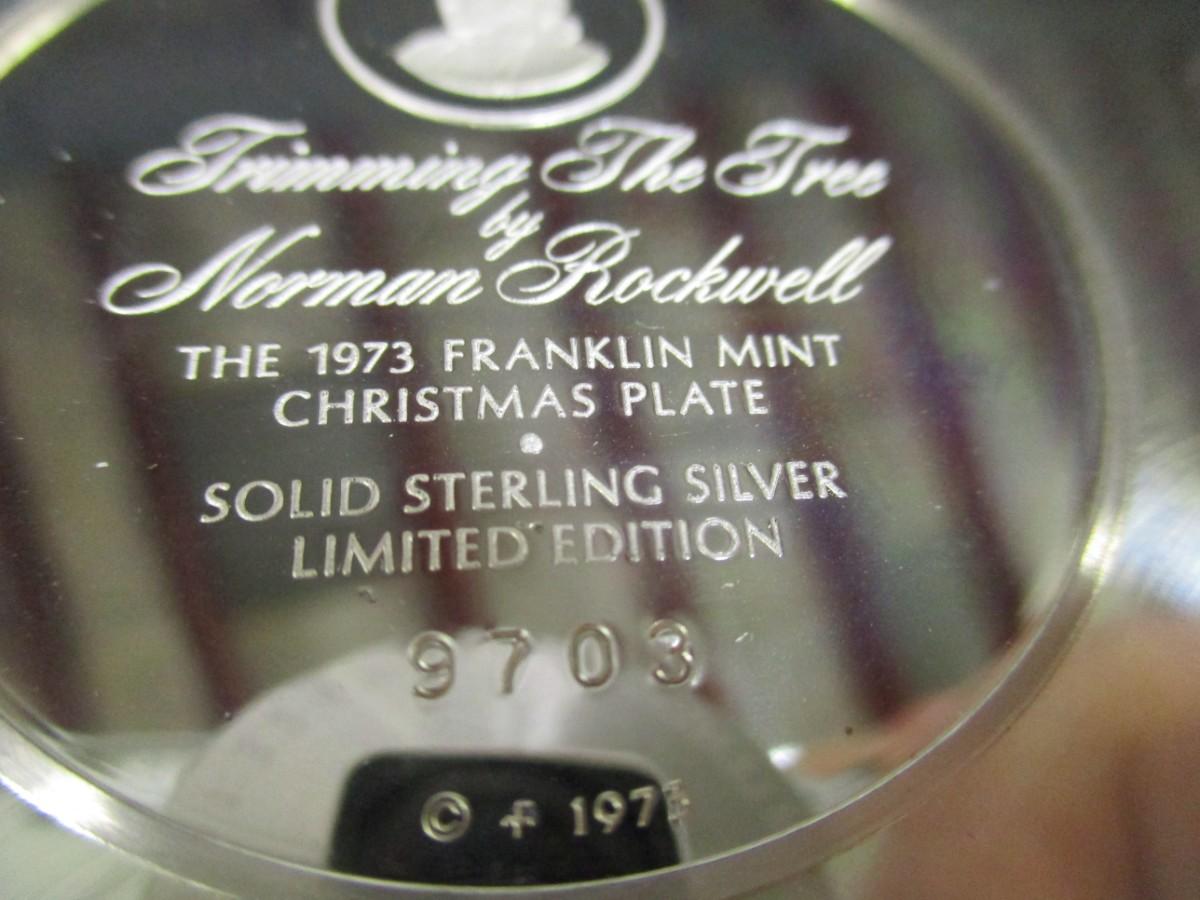 Trimming The Tree
by
Norman Rockwell
THE 1973 FRANKLIN MINT
CHRISTMAS PLATE
•
SOLID STERLING SILVER
LIMITED EDITION
9703
© f 1973